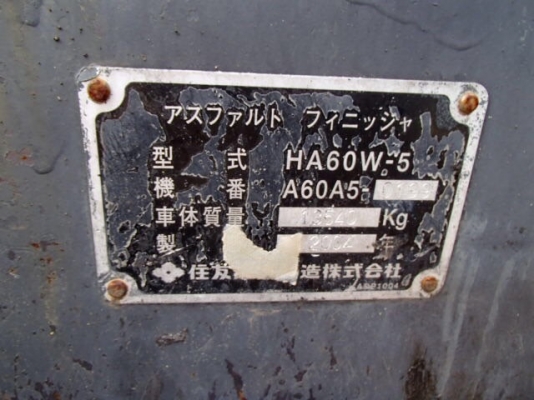 アスファルト フィニッシャ
型 式 HA60W-5
機 番 A60A5-
車体質量 Kg
製 2004 年
住友 造株式会社